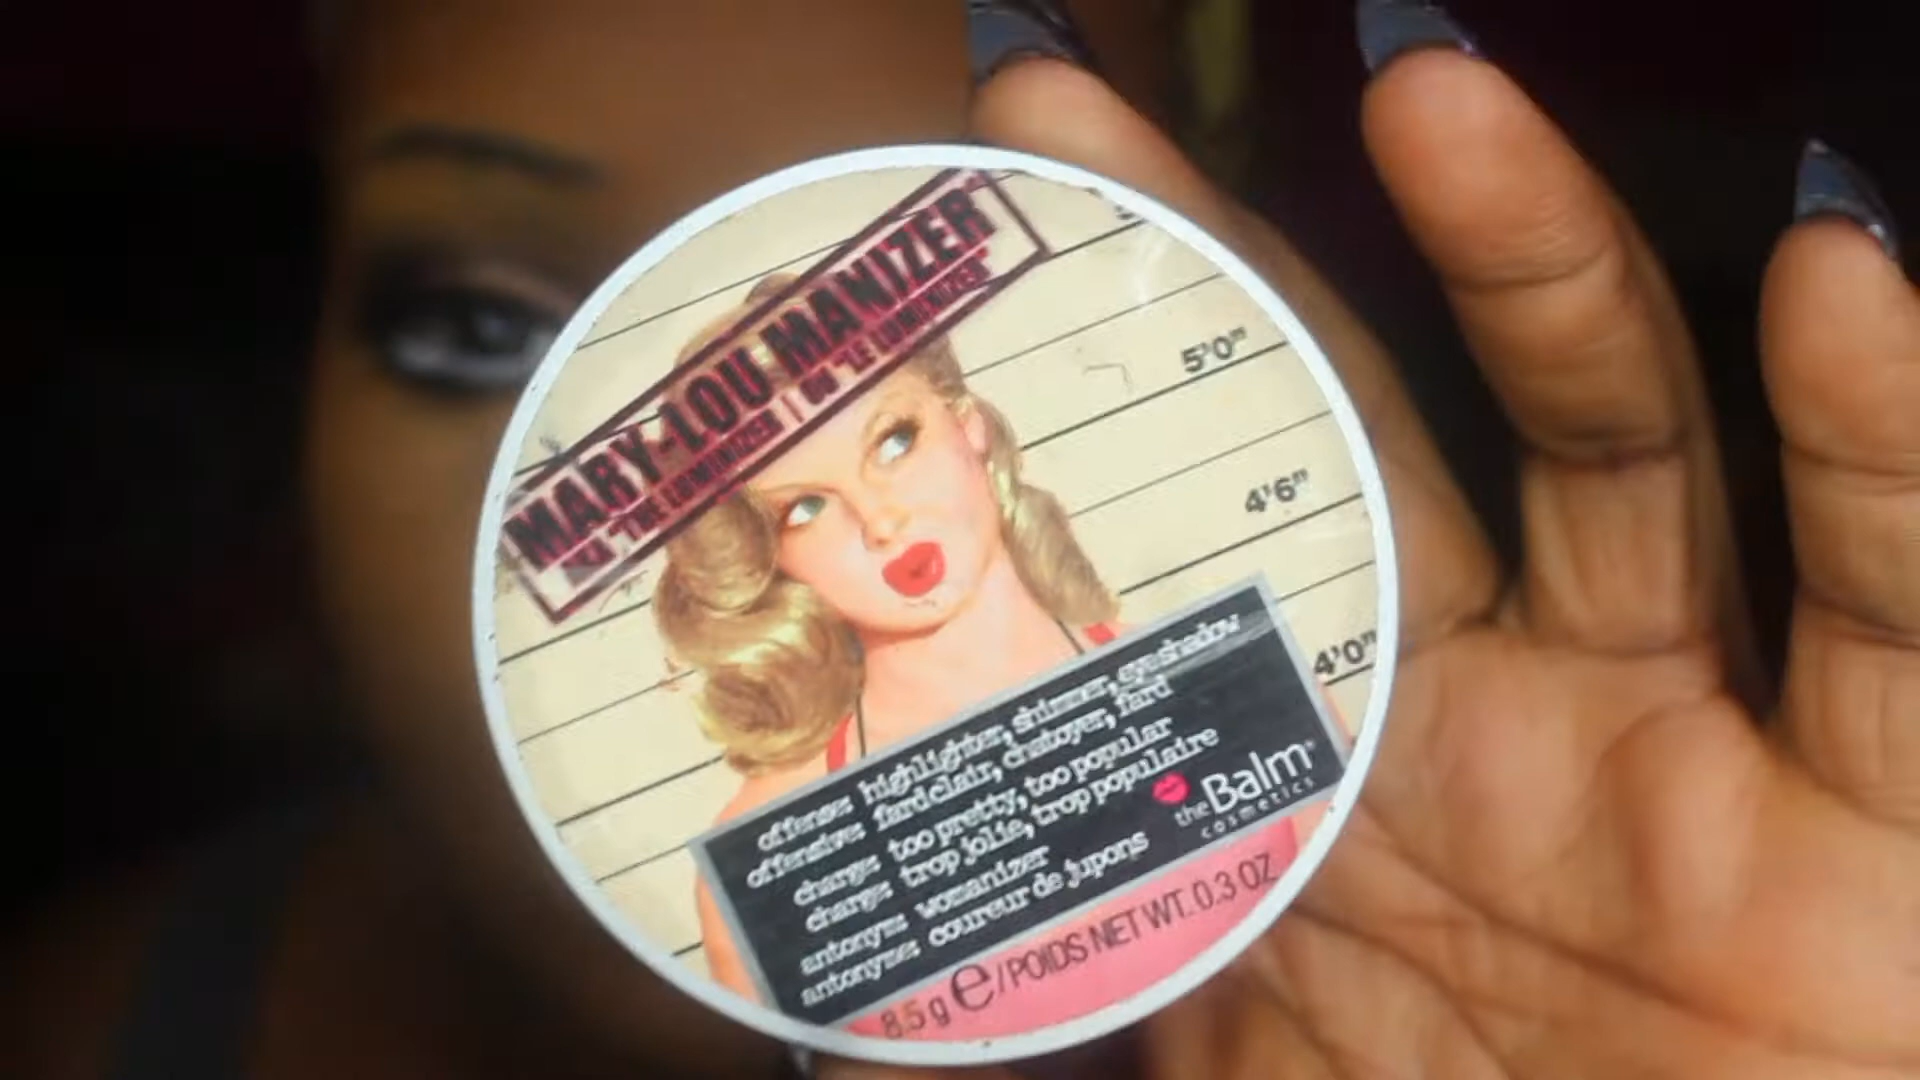 MARY-LOU MANIZER
AKA "THE LUMINIZER" | OU "LE LUMINIZER"
5'0"
4'6"
4'0"
offense: highlighter, shimmer, eyeshadow
offensive: fard clair, chatoyer, fard
charge: too pretty, too popular
charge: trop jolie, trop populaire
antonym: womanizer
antonyme: coureur de jupons
theBalm®
cosmetics
8.5 g e/POIDS NET WT. 0.3 OZ